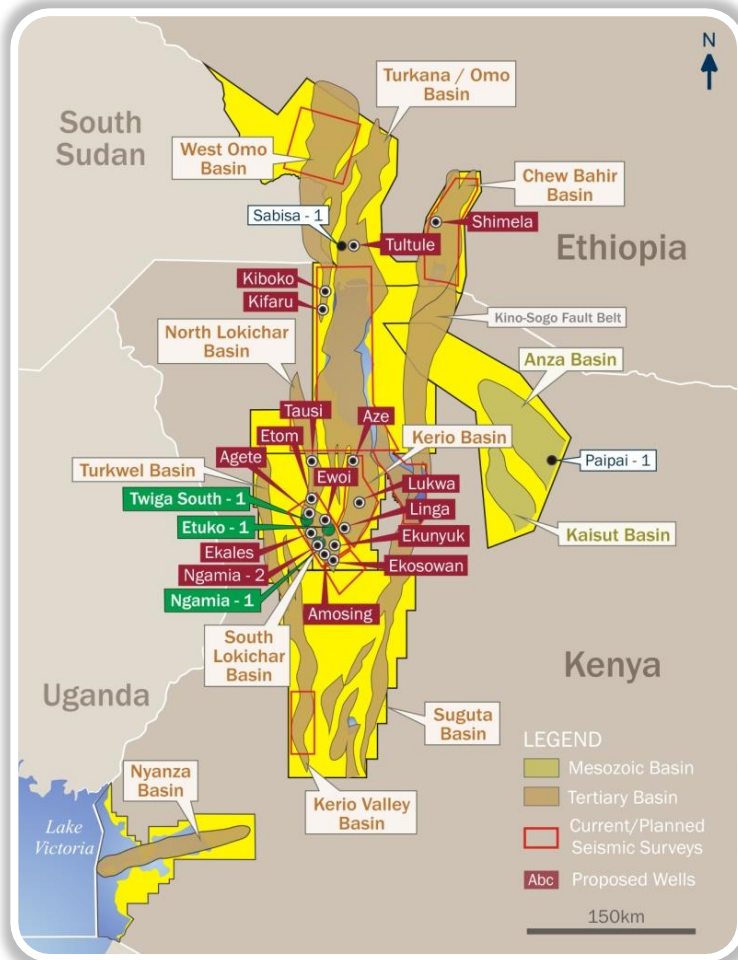 N
Turkana / Omo
Basin
South
Sudan
West Omo
Basin
Chew Bahir
Basin
Sabisa - 1
Shimela
Tultule
Ethiopia
Kiboko
Kifaru
Kino-Sogo Fault Belt
North Lokichar
Basin
Anza Basin
Tausi
Aze
Etom
Kerio Basin
Agete
Ewoi
Turkwel Basin
Paipai - 1
Lukwa
Twiga South - 1
Linga
Etuko - 1
Kaisut Basin
Ekunyuk
Ekales
Ekosowan
Ngamia - 2
Ngamia - 1
Amosing
South
Lokichar
Basin
Kenya
Uganda
Suguta
Basin
LEGEND
Mesozoic Basin
Nyanza
Basin
Tertiary Basin
Kerio Valley
Basin
Current/Planned
Seismic Surveys
Lake
Victoria
Abc Proposed Wells
150km